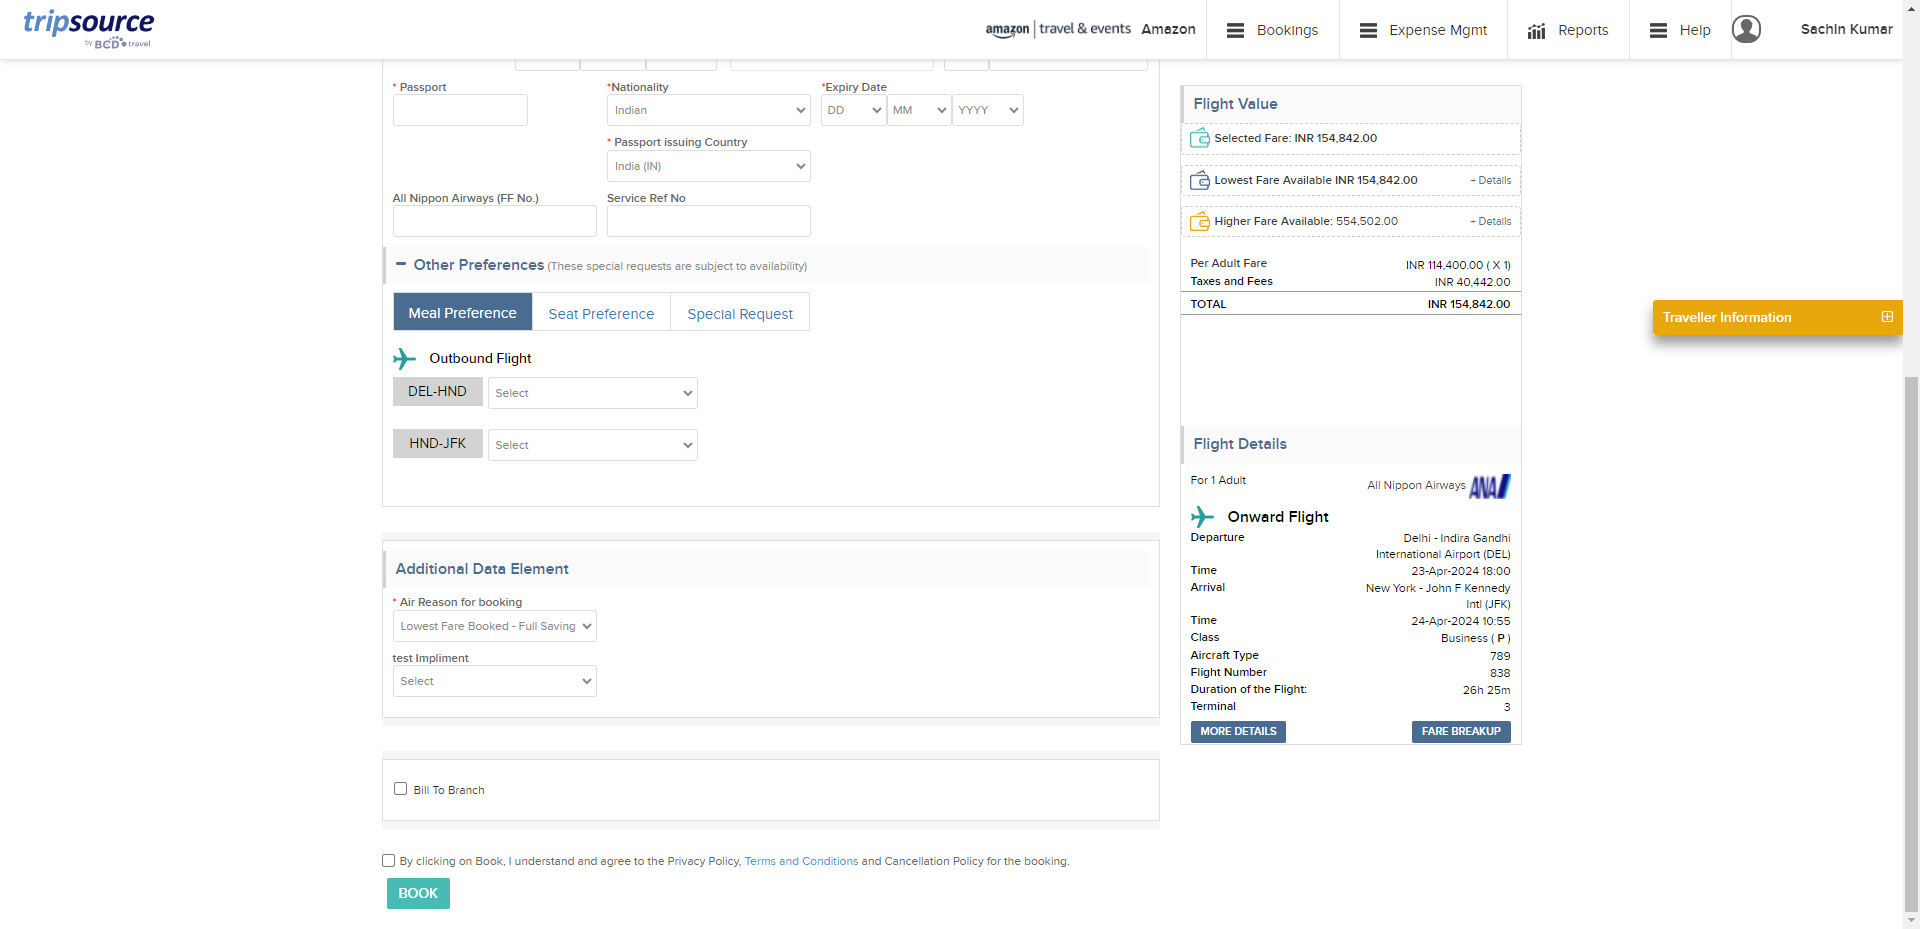 tripsource
by BCD travel
amazon | travel & events Amazon
Bookings
Expense Mgmt
Reports
Help
Sachin Kumar
* Passport
*Nationality
*Expiry Date
Indian
DD
MM
YYYY
* Passport issuing Country
India (IN)
All Nippon Airways (FF No.)
Service Ref No
Other Preferences (These special requests are subject to availability)
Meal Preference
Seat Preference
Special Request
Outbound Flight
DEL-HND
Select
HND-JFK
Select
Additional Data Element
* Air Reason for booking
Lowest Fare Booked - Full Saving
test Impliment
Select
Bill To Branch
By clicking on Book, I understand and agree to the Privacy Policy, Terms and Conditions and Cancellation Policy for the booking.
BOOK
Flight Value
Selected Fare: INR 154,842.00
Lowest Fare Available INR 154,842.00 + Details
Higher Fare Available: 554,502.00 + Details
Per Adult Fare INR 114,400.00 ( X 1)
Taxes and Fees INR 40,442.00
TOTAL INR 154,842.00
Traveller Information
Flight Details
For 1 Adult All Nippon Airways ANA
Onward Flight
Departure Delhi - Indira Gandhi
International Airport (DEL)
Time 23-Apr-2024 18:00
Arrival New York - John F Kennedy
Intl (JFK)
Time 24-Apr-2024 10:55
Class Business ( P )
Aircraft Type 789
Flight Number 838
Duration of the Flight: 26h 25m
Terminal 3
MORE DETAILS
FARE BREAKUP